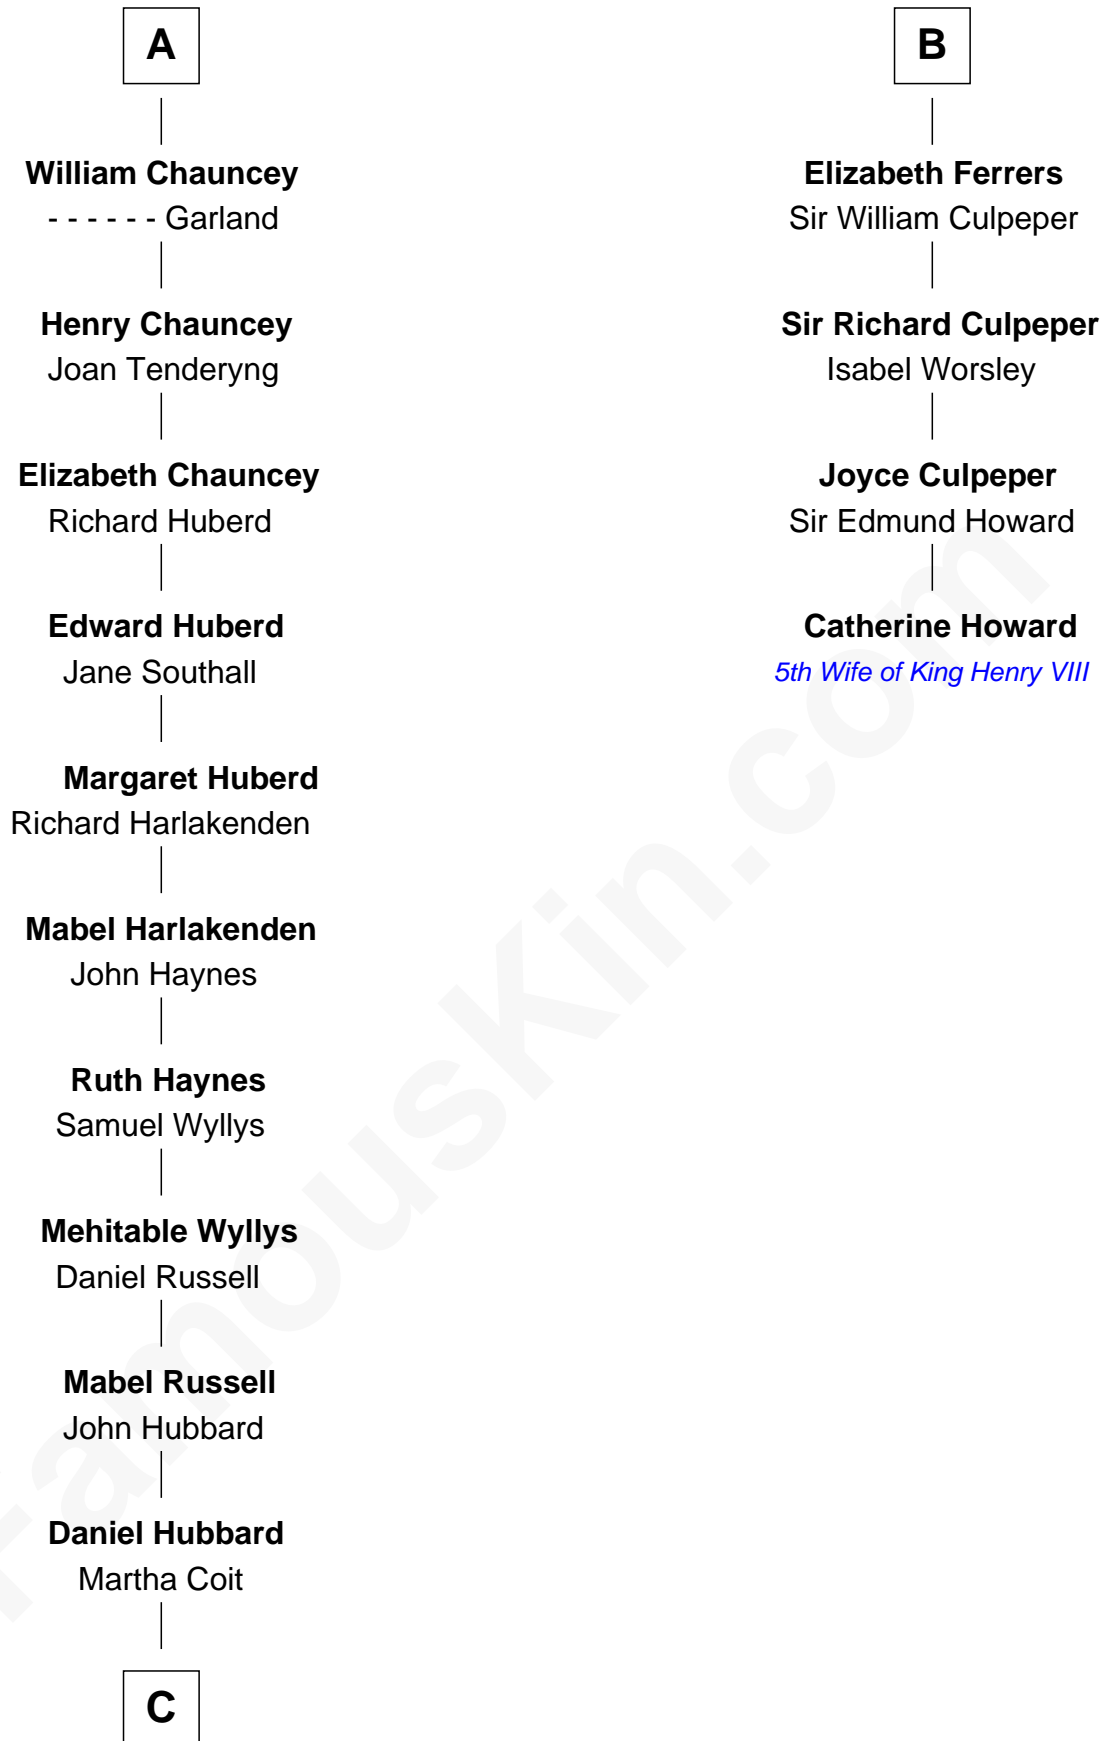 A
William Chauncey
- - - - - - Garland
Henry Chauncey
Joan Tenderyng
Elizabeth Chauncey
Richard Huberd
Edward Huberd
Jane Southall
Margaret Huberd
Richard Harlakenden
Mabel Harlakenden
John Haynes
Ruth Haynes
Samuel Wyllys
Mehitable Wyllys
Daniel Russell
Mabel Russell
John Hubbard
Daniel Hubbard
Martha Coit
C
B
Elizabeth Ferrers
Sir William Culpeper
Sir Richard Culpeper
Isabel Worsley
Joyce Culpeper
Sir Edmund Howard
Catherine Howard
5th Wife of King Henry VIII
FamousKin.com